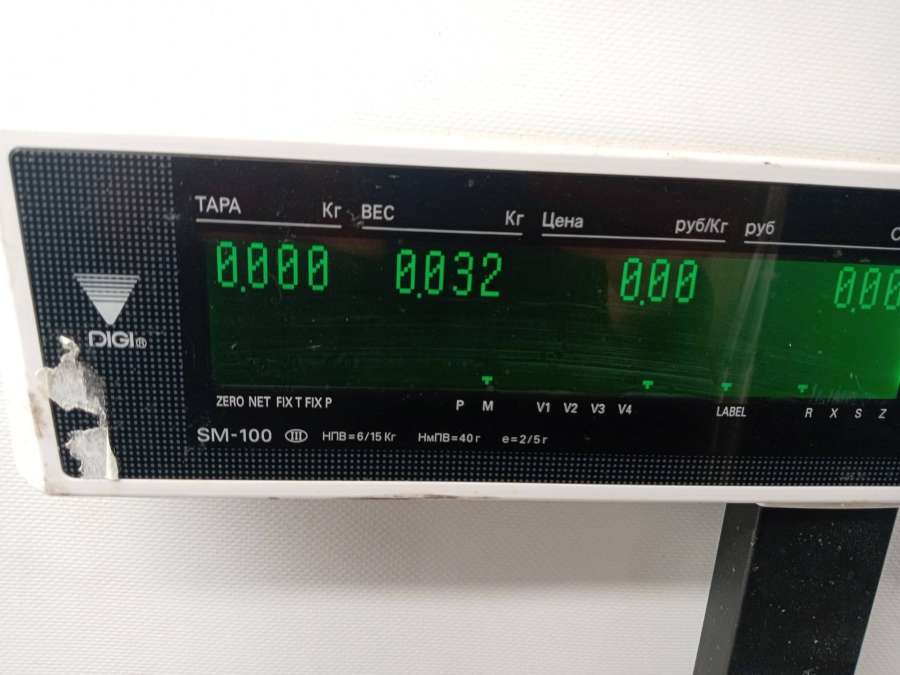 ТАРА Кг ВЕС Кг Цена руб/Кг руб
0.000 0.032 0.00 0.00
DIGI®
ZERO NET FIX T FIX P P M V1 V2 V3 V4 LABEL R X S Z
SM-100 III НПВ=6/15 Кг НмПВ=40 г e=2/5 г